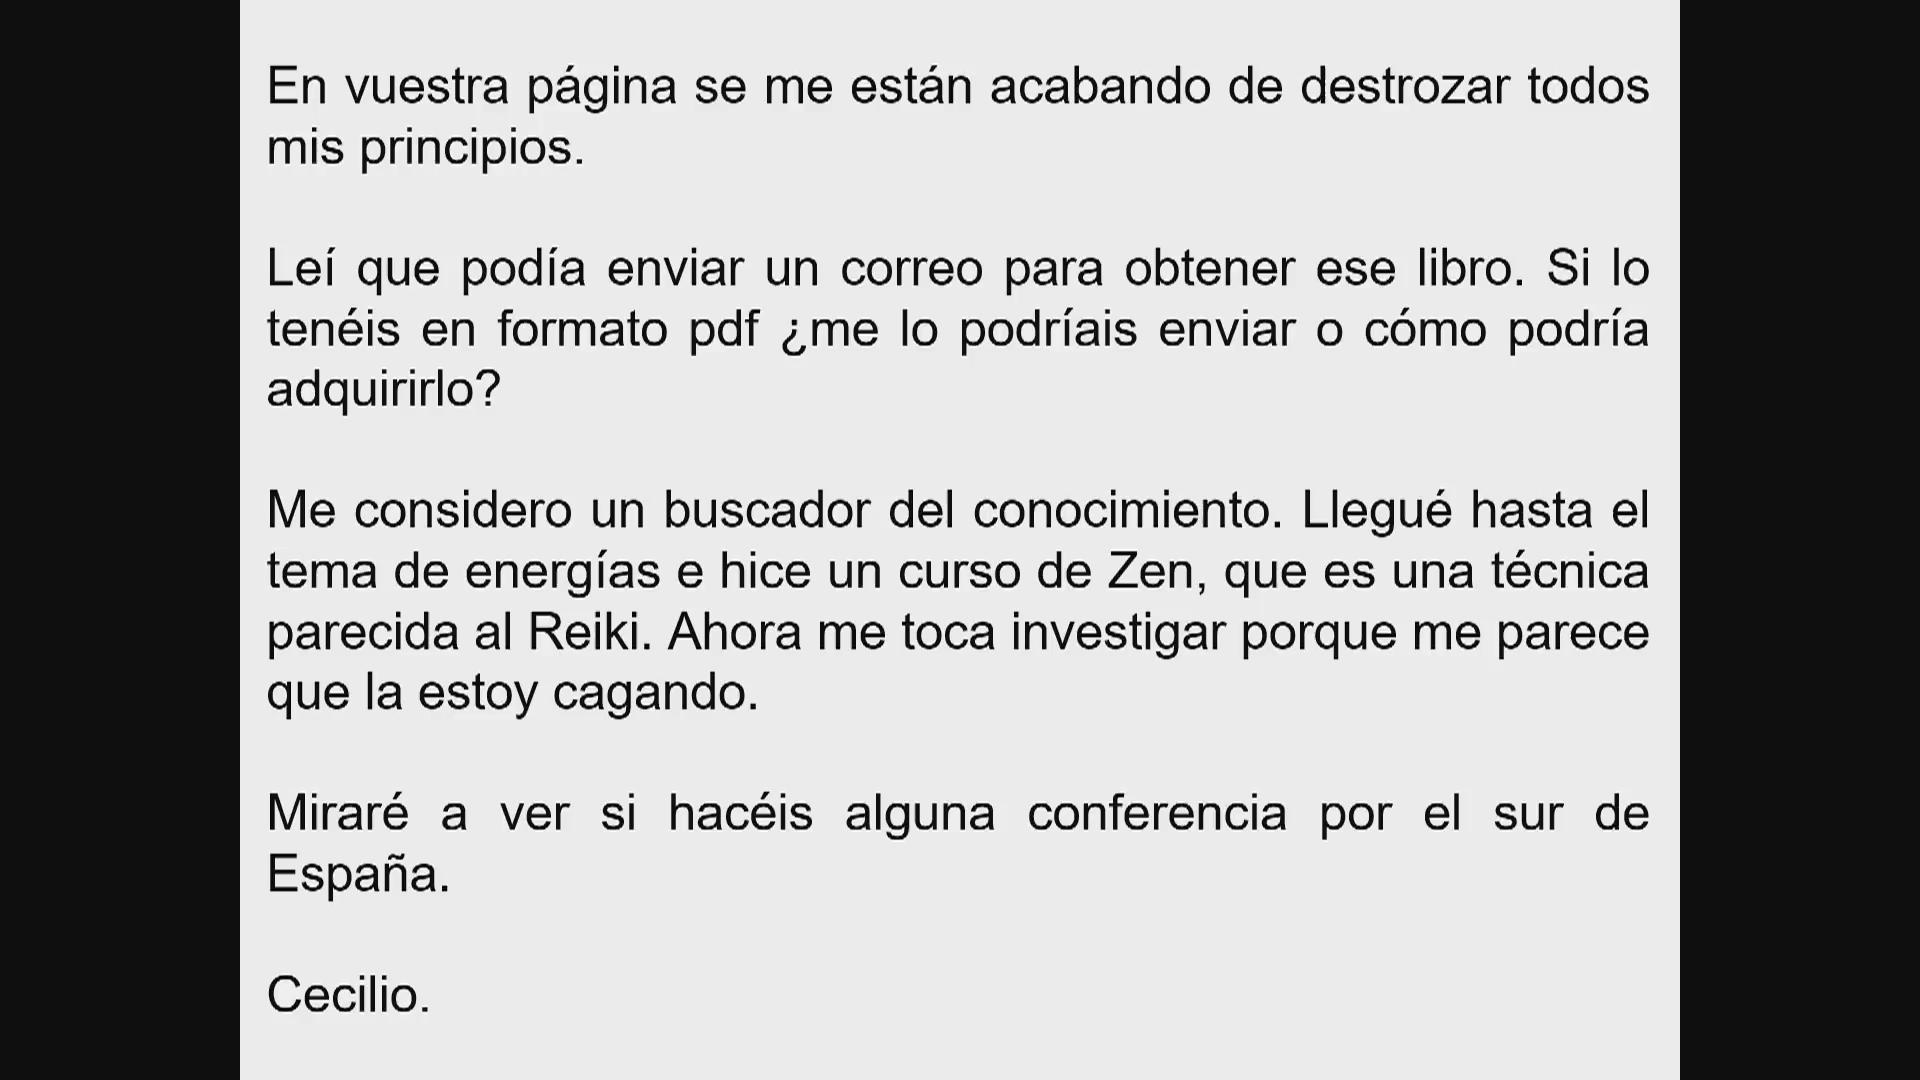 En vuestra página se me están acabando de destrozar todos
mis principios.
Leí que podía enviar un correo para obtener ese libro. Si lo
tenéis en formato pdf ¿me lo podríais enviar o cómo podría
adquirirlo?
Me considero un buscador del conocimiento. Llegué hasta el
tema de energías e hice un curso de Zen, que es una técnica
parecida al Reiki. Ahora me toca investigar porque me parece
que la estoy cagando.
Miraré a ver si hacéis alguna conferencia por el sur de
España.
Cecilio.